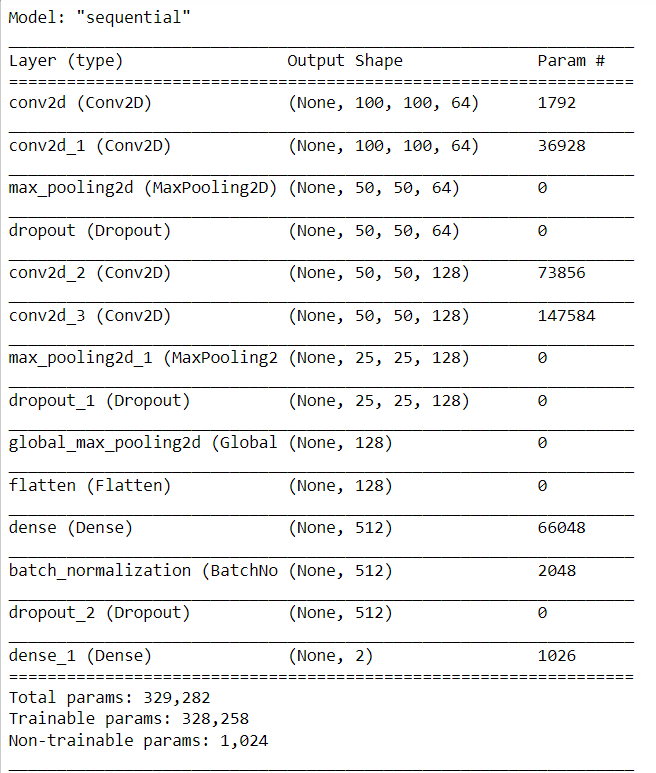 Model: "sequential"
_________________________________________________________________
Layer (type)                 Output Shape              Param #
=================================================================
conv2d (Conv2D)              (None, 100, 100, 64)      1792
_________________________________________________________________
conv2d_1 (Conv2D)            (None, 100, 100, 64)      36928
_________________________________________________________________
max_pooling2d (MaxPooling2D) (None, 50, 50, 64)        0
_________________________________________________________________
dropout (Dropout)            (None, 50, 50, 64)        0
_________________________________________________________________
conv2d_2 (Conv2D)            (None, 50, 50, 128)       73856
_________________________________________________________________
conv2d_3 (Conv2D)            (None, 50, 50, 128)       147584
_________________________________________________________________
max_pooling2d_1 (MaxPooling2 (None, 25, 25, 128)       0
_________________________________________________________________
dropout_1 (Dropout)          (None, 25, 25, 128)       0
_________________________________________________________________
global_max_pooling2d (Global (None, 128)               0
_________________________________________________________________
flatten (Flatten)            (None, 128)               0
_________________________________________________________________
dense (Dense)                (None, 512)               66048
_________________________________________________________________
batch_normalization (BatchNo (None, 512)               2048
_________________________________________________________________
dropout_2 (Dropout)          (None, 512)               0
_________________________________________________________________
dense_1 (Dense)              (None, 2)                 1026
=================================================================
Total params: 329,282
Trainable params: 328,258
Non-trainable params: 1,024
_________________________________________________________________